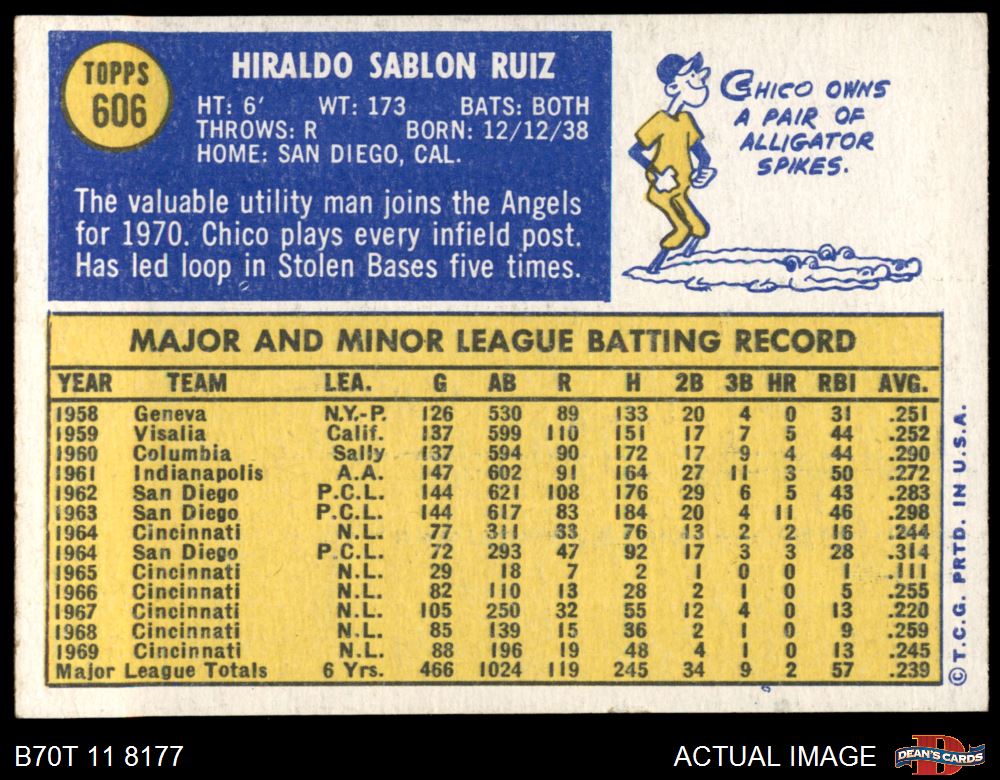 TOPPS
606
HIRALDO SABLON RUIZ
HT: 6' WT: 173 BATS: BOTH
THROWS: R BORN: 12/12/38
HOME: SAN DIEGO, CAL.
The valuable utility man joins the Angels
for 1970. Chico plays every infield post.
Has led loop in Stolen Bases five times.
CHICO OWNS
A PAIR OF
ALLIGATOR
SPIKES.
MAJOR AND MINOR LEAGUE BATTING RECORD
YEAR TEAM LEA. G AB R H 2B 3B HR RBI AVG.
1958 Geneva N.Y.-P. 126 530 89 133 20 4 0 31 .251
1959 Visalia Calif. 137 599 110 151 17 7 5 44 .252
1960 Columbia Sally 137 594 90 172 17 9 4 44 .290
1961 Indianapolis A.A. 147 602 91 164 27 11 3 50 .272
1962 San Diego P.C.L. 144 621 108 176 29 6 5 43 .283
1963 San Diego P.C.L. 144 617 83 184 20 4 11 46 .298
1964 Cincinnati N.L. 77 311 33 76 13 2 2 16 .244
1964 San Diego P.C.L. 72 293 47 92 17 3 3 28 .314
1965 Cincinnati N.L. 29 18 7 2 1 0 0 1 .111
1966 Cincinnati N.L. 82 110 13 28 2 1 0 5 .255
1967 Cincinnati N.L. 105 250 32 55 12 4 0 13 .220
1968 Cincinnati N.L. 85 139 15 36 2 1 0 9 .259
1969 Cincinnati N.L. 88 196 19 48 4 1 0 13 .245
Major League Totals 6 Yrs. 466 1024 119 245 34 9 2 57 .239
© T.C.G. PRTD. IN U.S.A.
B70T 11 8177
ACTUAL IMAGE
D
DEAN'S CARDS